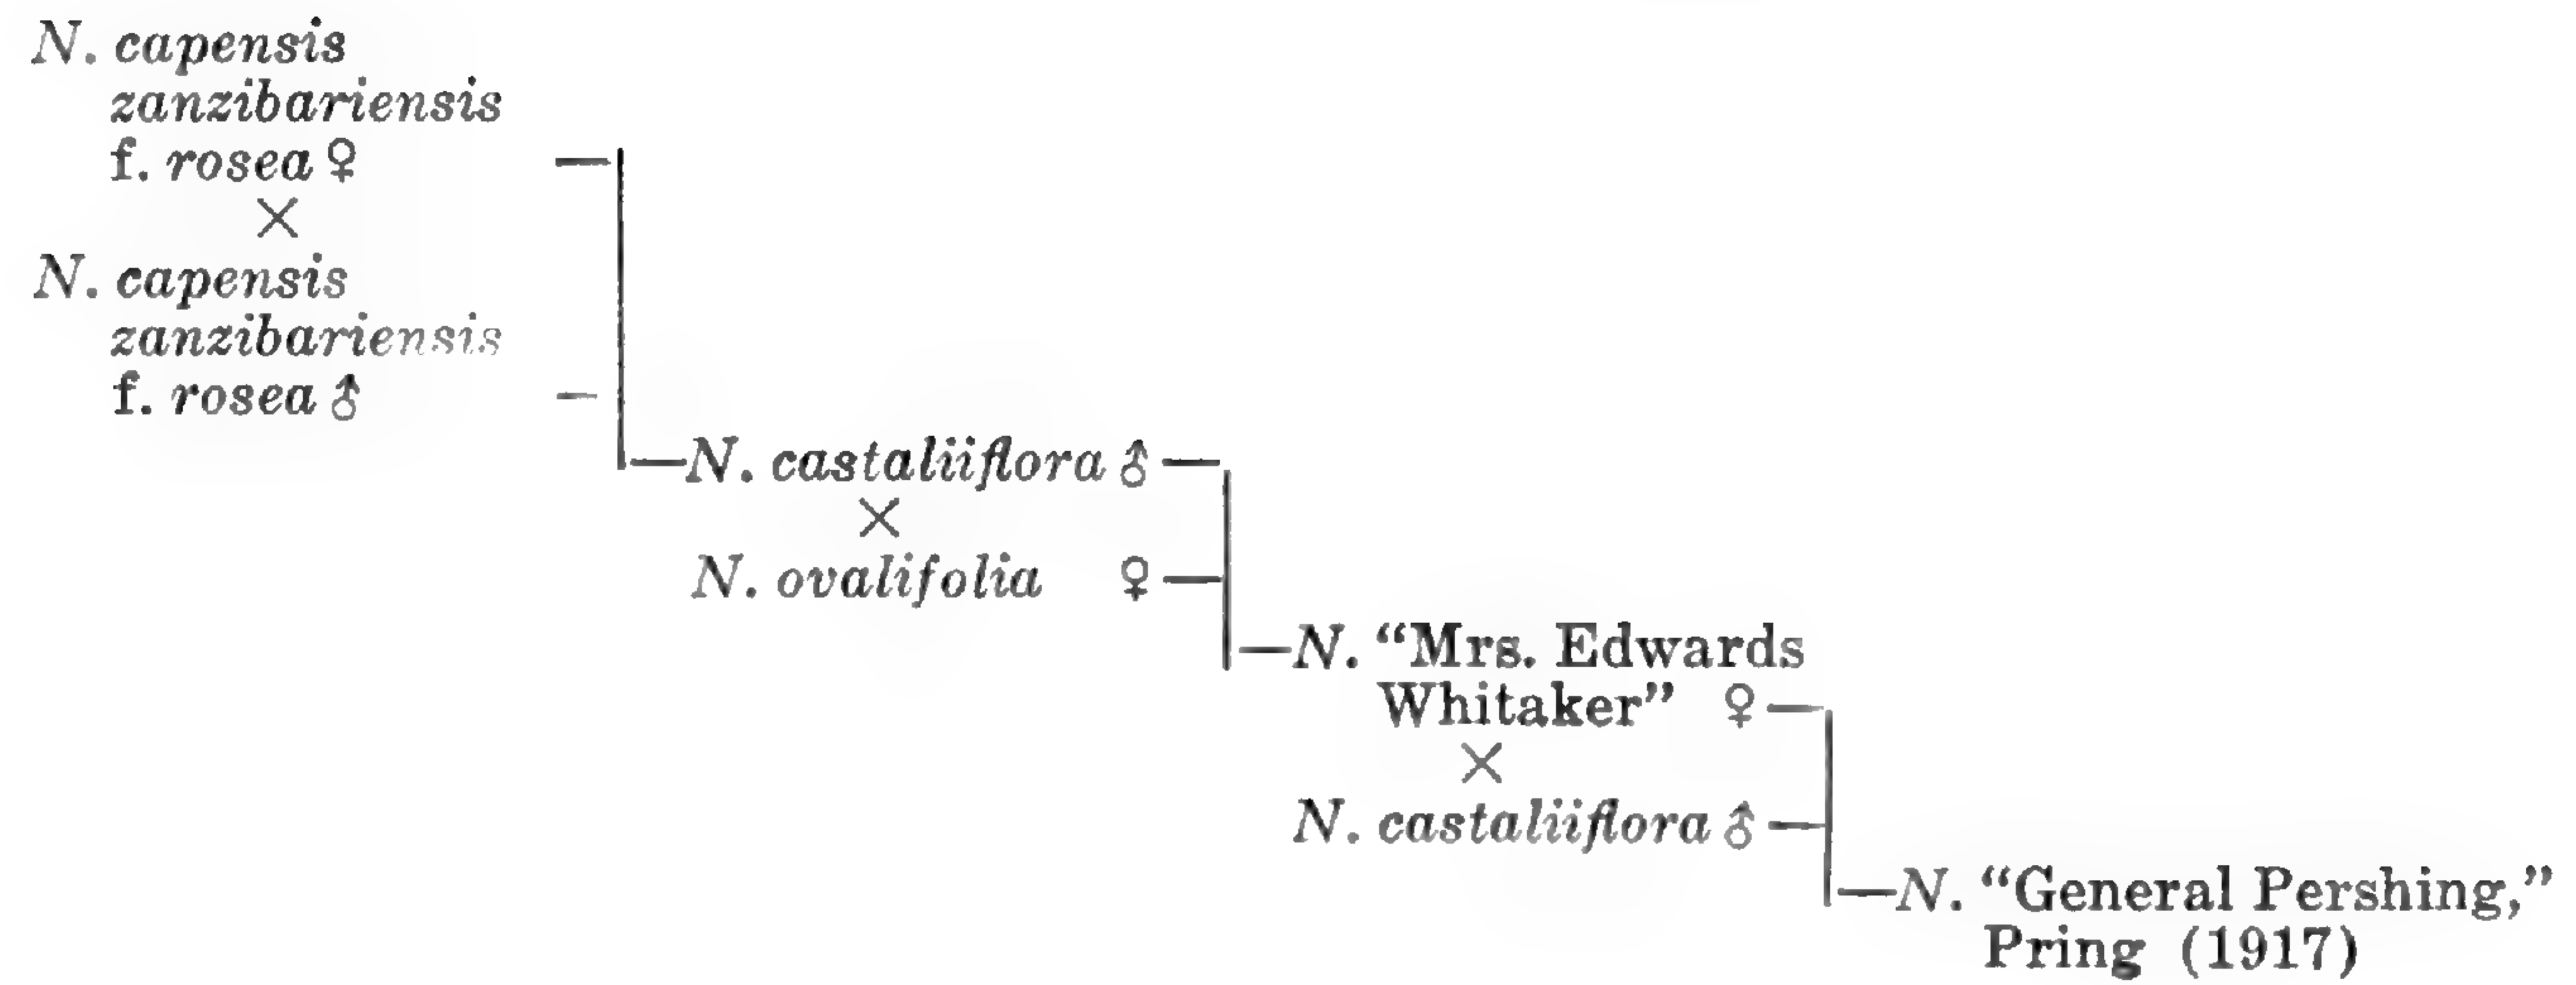 N. capensis
zanzibariensis
f. rosea ♀
×
N. capensis
zanzibariensis
f. rosea ♂
N. castaliiflora ♂
×
N. ovalifolia ♀
N. “Mrs. Edwards
Whitaker” ♀
×
N. castaliiflora ♂
N. “General Pershing,”
Pring (1917)